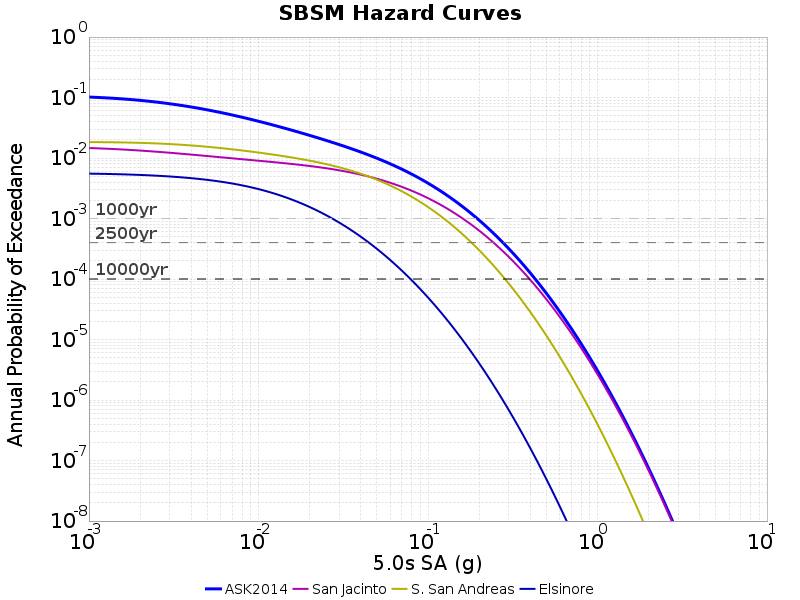 SBSM Hazard Curves
Annual Probability of Exceedance
10^0
10^-1
10^-2
10^-3
10^-4
10^-5
10^-6
10^-7
10^-8
1000yr
2500yr
10000yr
10^-3 10^-2 10^-1 10^0 10^1
5.0s SA (g)
ASK2014 San Jacinto S. San Andreas Elsinore